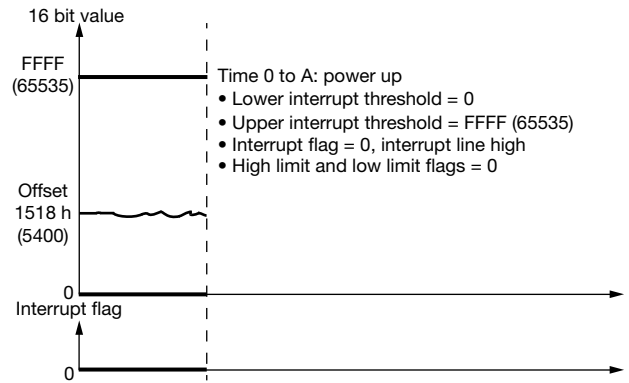 16 bit value
FFFF
(65535)
Time 0 to A: power up
• Lower interrupt threshold = 0
• Upper interrupt threshold = FFFF (65535)
• Interrupt flag = 0, interrupt line high
• High limit and low limit flags = 0
Offset
1518 h
(5400)
0
Interrupt flag
0